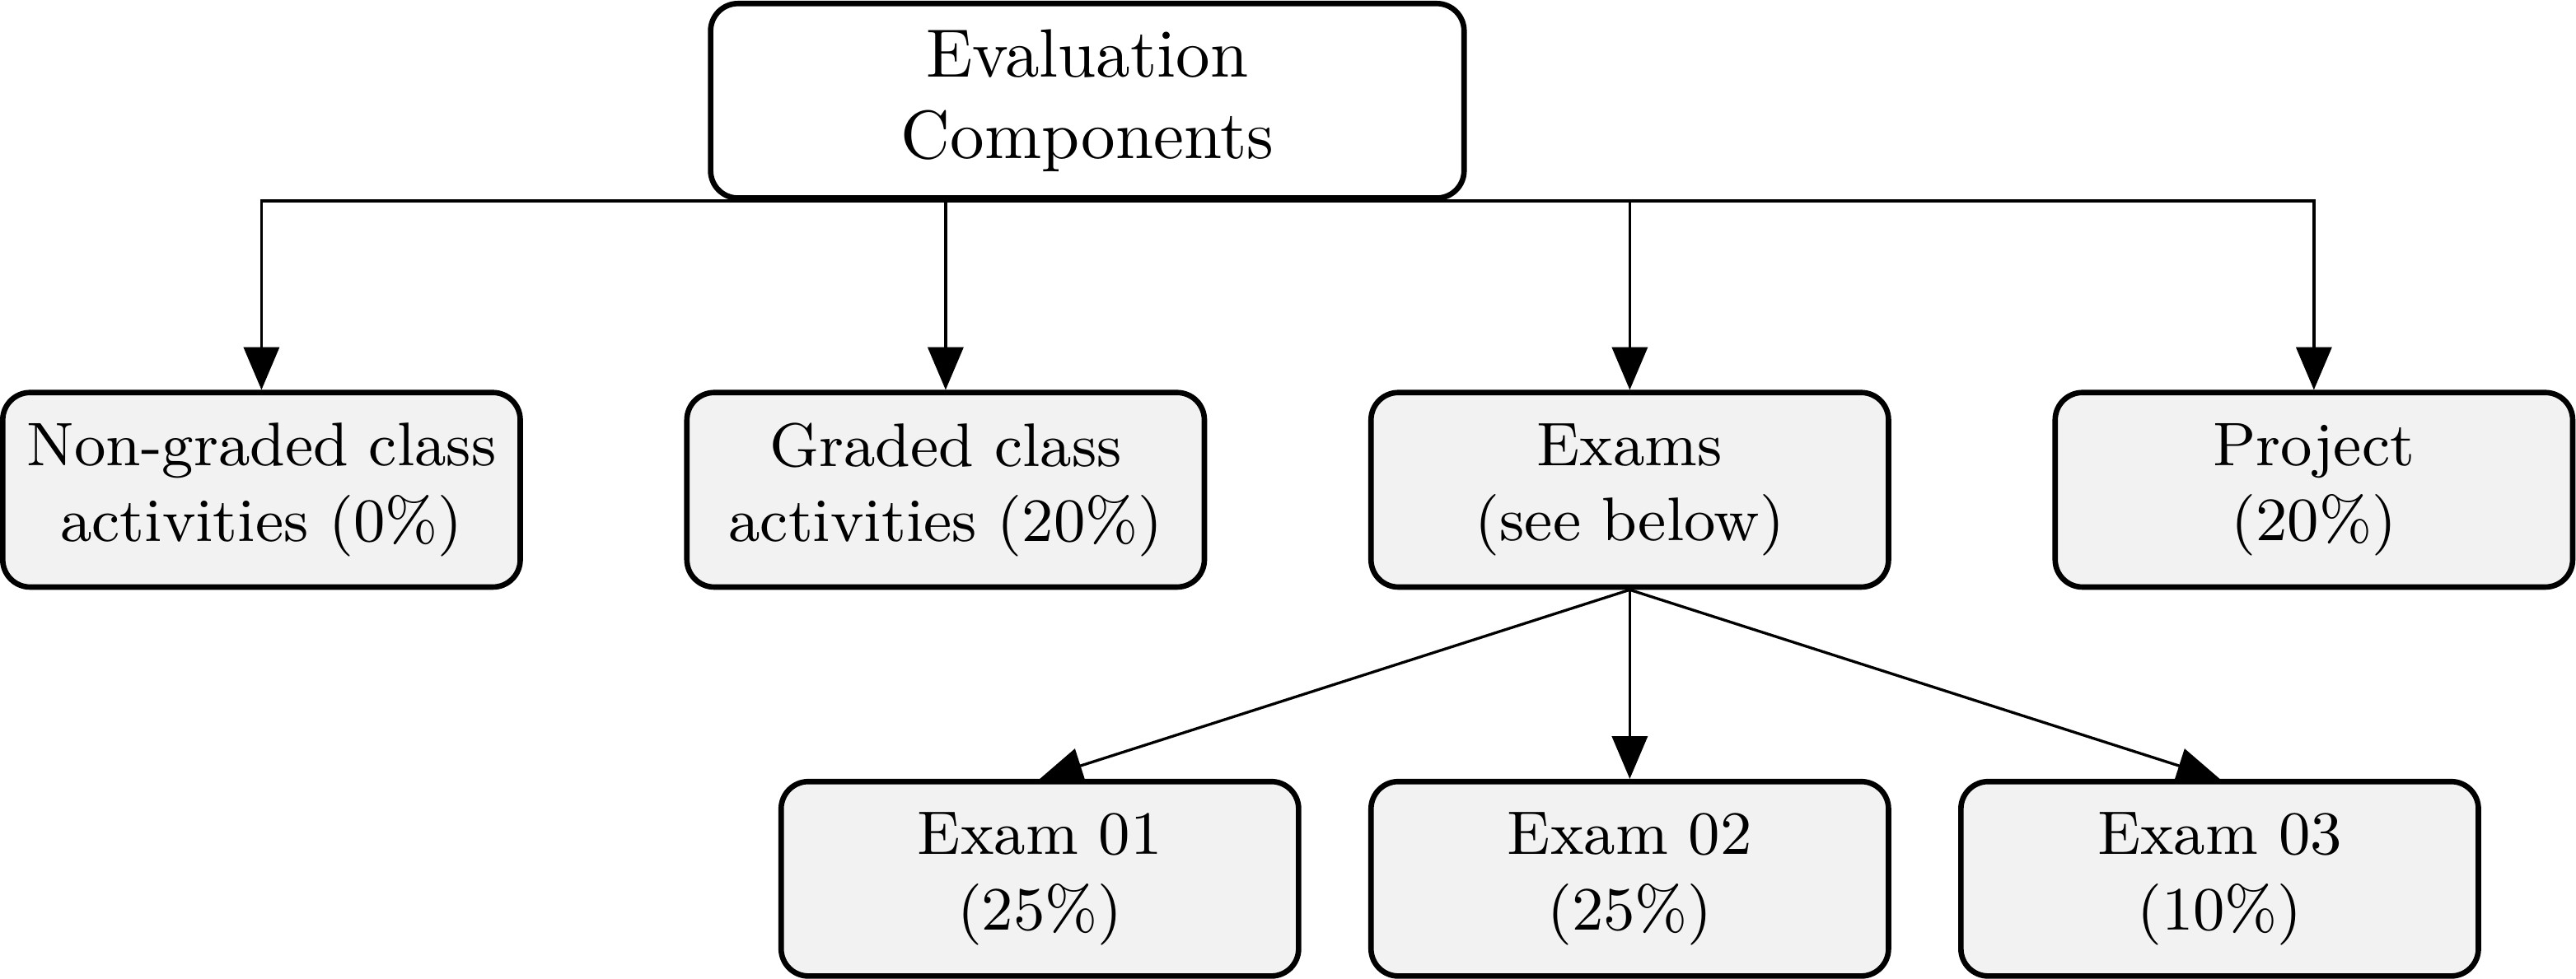 Evaluation
Components
Non-graded class
activities (0%)
Graded class
activities (20%)
Exams
(see below)
Project
(20%)
Exam 01
(25%)
Exam 02
(25%)
Exam 03
(10%)